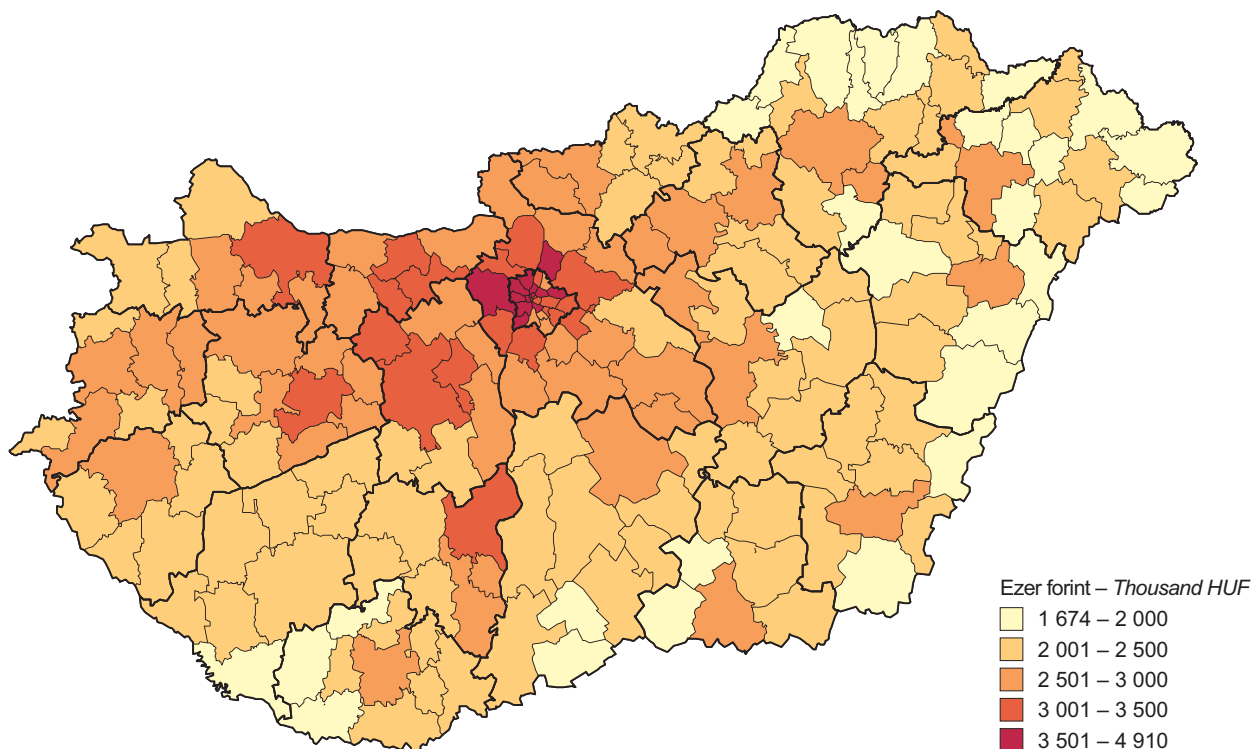 Ezer forint – Thousand HUF
1 674 – 2 000
2 001 – 2 500
2 501 – 3 000
3 001 – 3 500
3 501 – 4 910